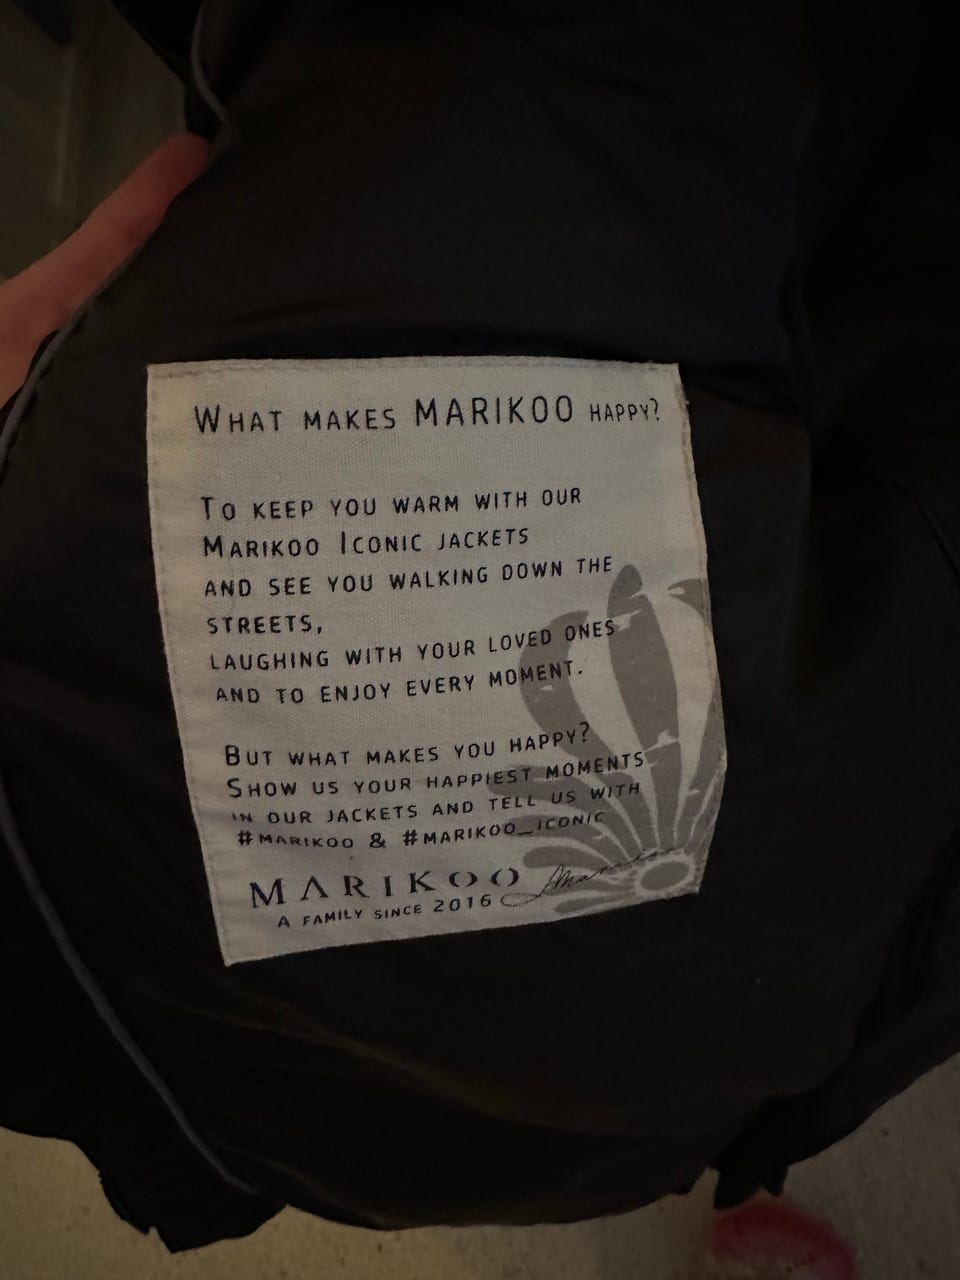 WHAT MAKES MARIKOO HAPPY?
TO KEEP YOU WARM WITH OUR
MARIKOO ICONIC JACKETS
AND SEE YOU WALKING DOWN THE
STREETS,
LAUGHING WITH YOUR LOVED ONES
AND TO ENJOY EVERY MOMENT.
BUT WHAT MAKES YOU HAPPY?
SHOW US YOUR HAPPIEST MOMENTS
IN OUR JACKETS AND TELL US WITH
#MARIKOO & #MARIKOO_ICONIC
MARIKOO
A FAMILY SINCE 2016